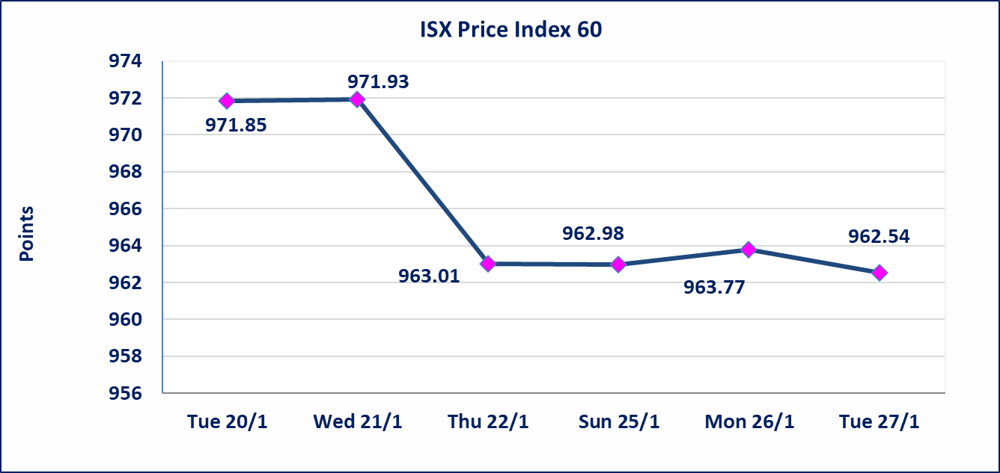 ISX Price Index 60
Points
974
972
970
968
966
964
962
960
958
956
971.85
971.93
963.01
962.98
963.77
962.54
Tue 20/1
Wed 21/1
Thu 22/1
Sun 25/1
Mon 26/1
Tue 27/1